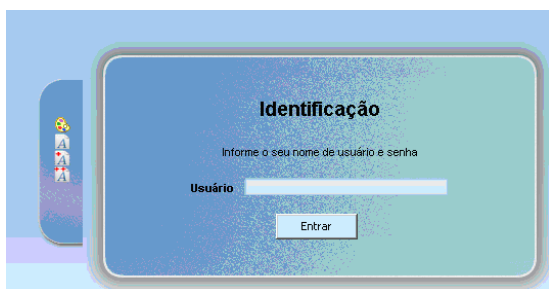 Identificação
Informe o seu nome de usuário e senha
Usuário
Entrar
A
A
A